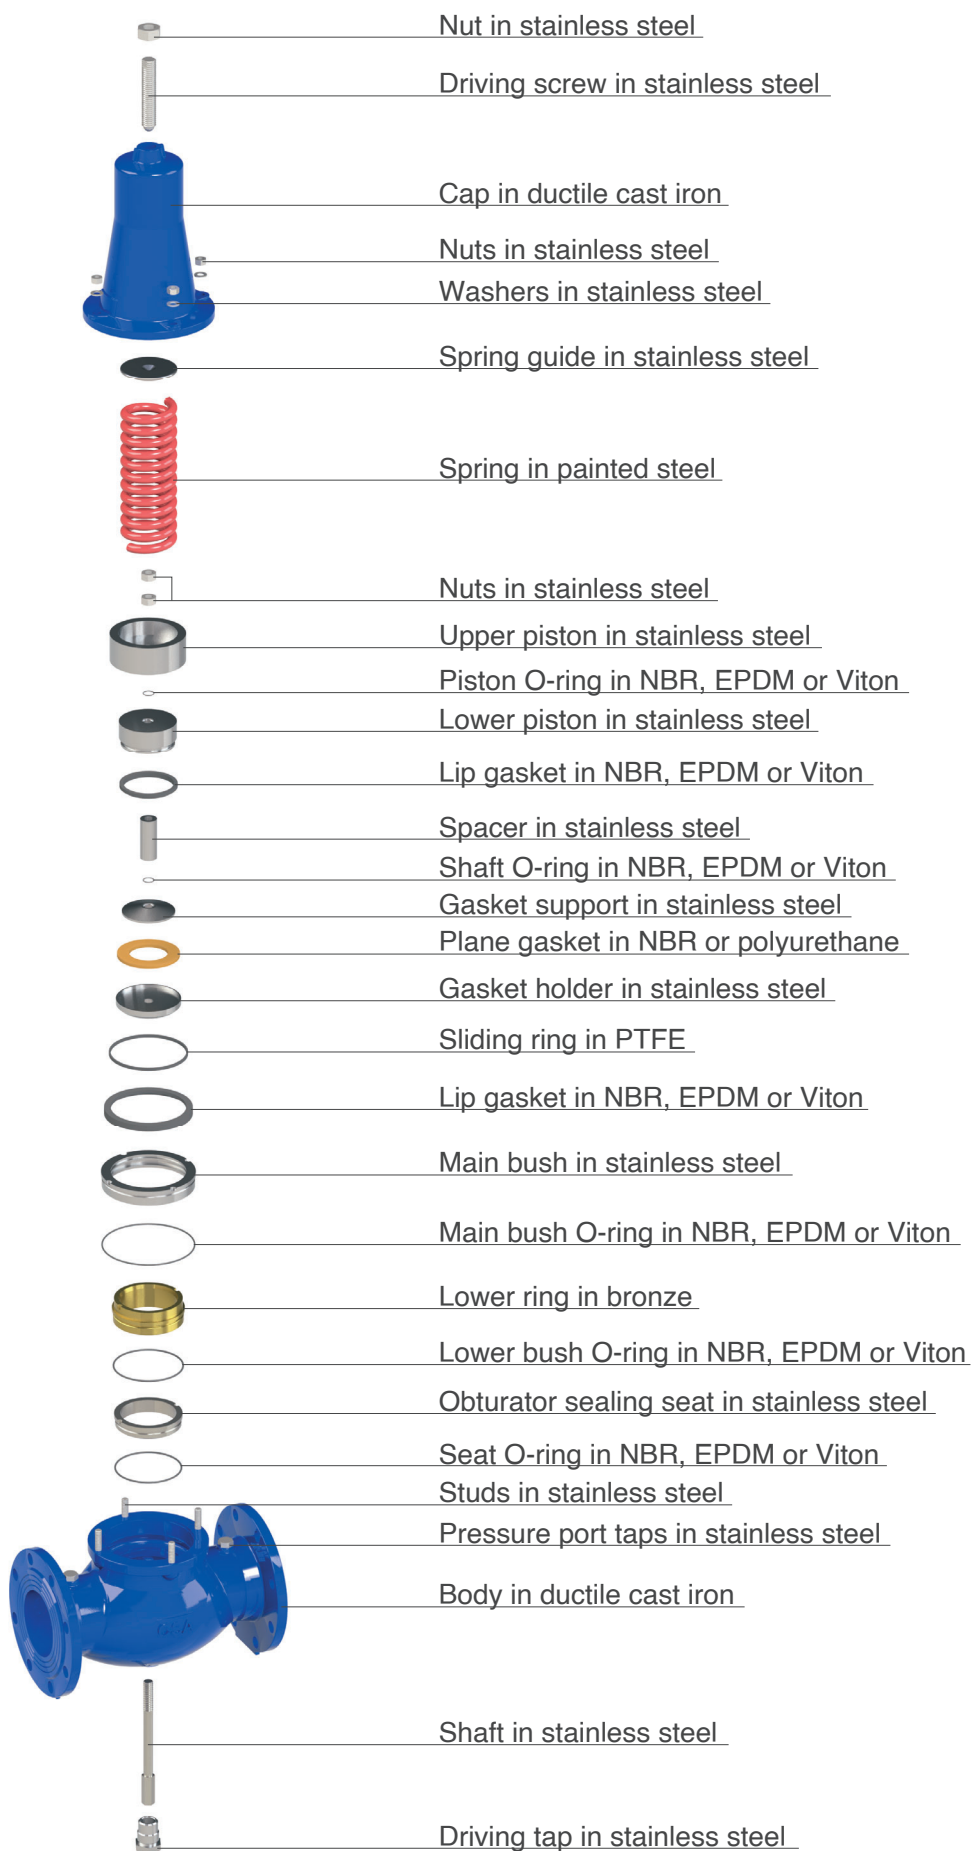 Nut in stainless steel
Driving screw in stainless steel
Cap in ductile cast iron
Nuts in stainless steel
Washers in stainless steel
Spring guide in stainless steel
Spring in painted steel
Nuts in stainless steel
Upper piston in stainless steel
Piston O-ring in NBR, EPDM or Viton
Lower piston in stainless steel
Lip gasket in NBR, EPDM or Viton
Spacer in stainless steel
Shaft O-ring in NBR, EPDM or Viton
Gasket support in stainless steel
Plane gasket in NBR or polyurethane
Gasket holder in stainless steel
Sliding ring in PTFE
Lip gasket in NBR, EPDM or Viton
Main bush in stainless steel
Main bush O-ring in NBR, EPDM or Viton
Lower ring in bronze
Lower bush O-ring in NBR, EPDM or Viton
Obturator sealing seat in stainless steel
Seat O-ring in NBR, EPDM or Viton
Studs in stainless steel
Pressure port taps in stainless steel
Body in ductile cast iron
Shaft in stainless steel
Driving tap in stainless steel